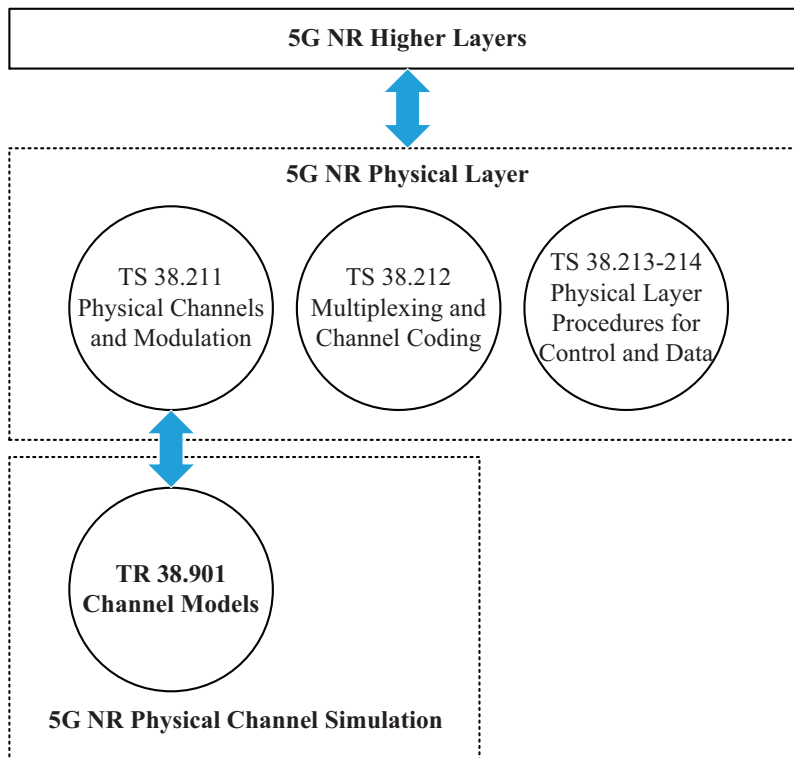 5G NR Higher Layers
5G NR Physical Layer
TS 38.211
Physical Channels
and Modulation
TS 38.212
Multiplexing and
Channel Coding
TS 38.213-214
Physical Layer
Procedures for
Control and Data
TR 38.901
Channel Models
5G NR Physical Channel Simulation